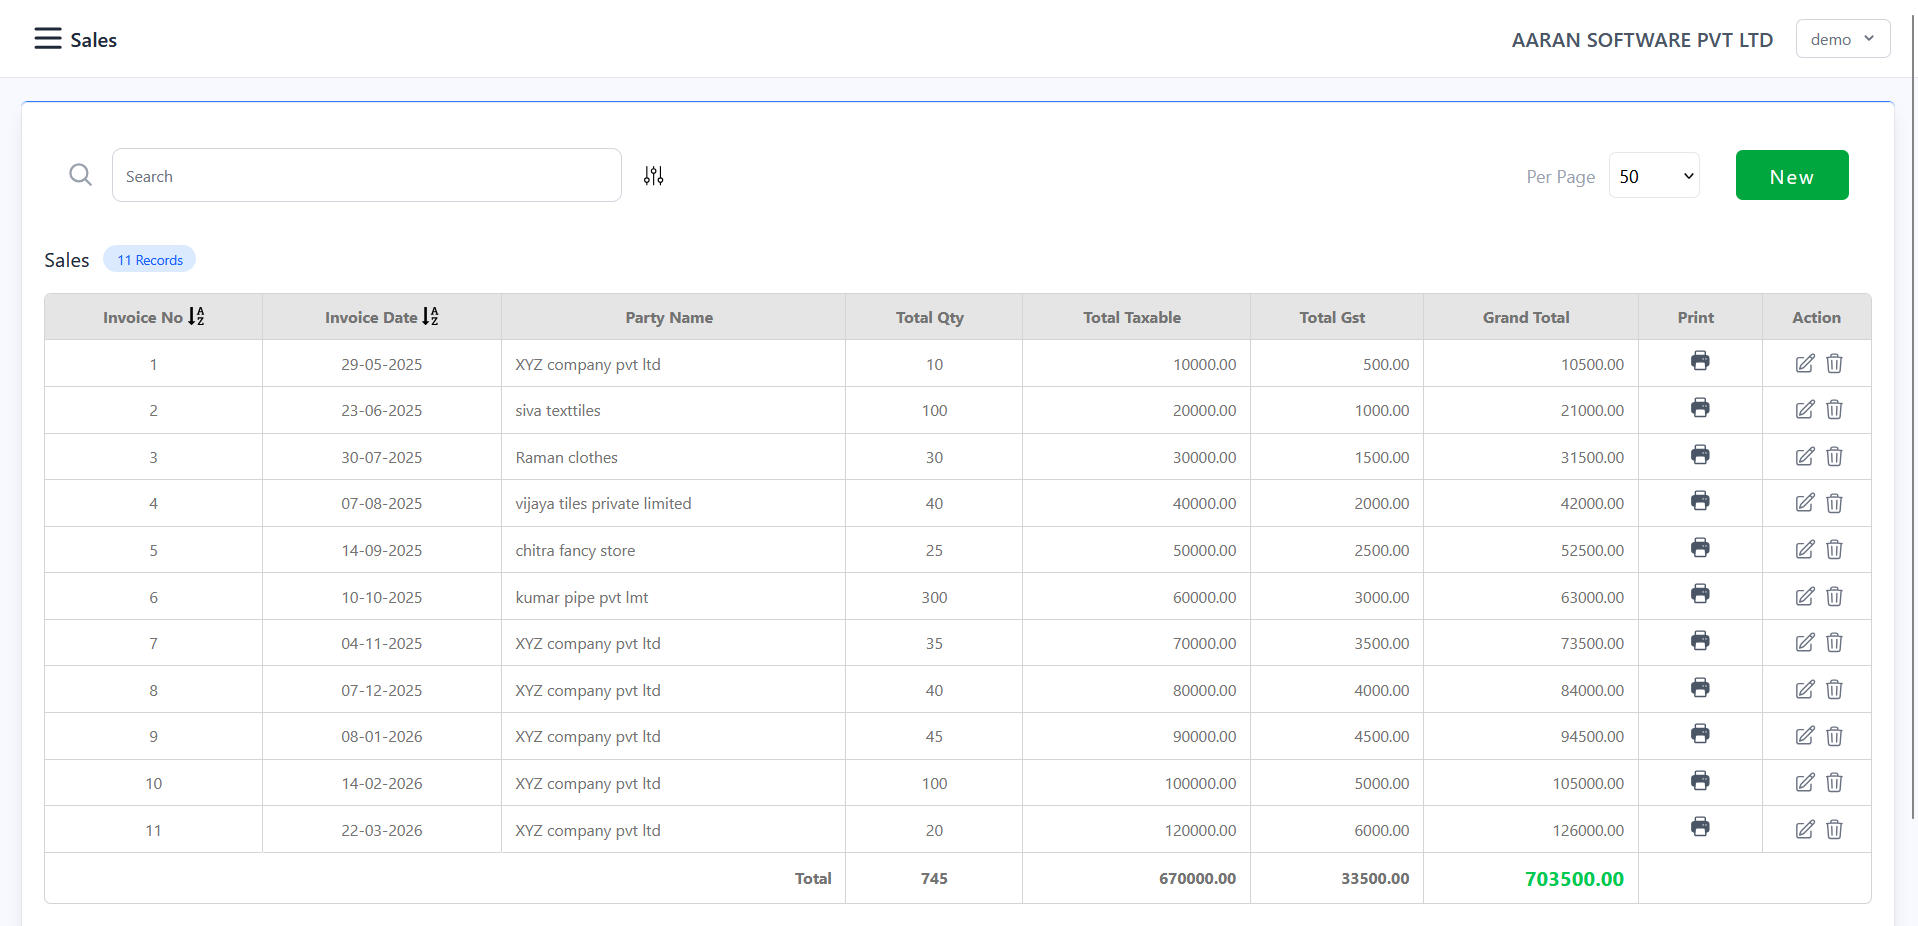 Sales
AARAN SOFTWARE PVT LTD
demo
Search
Per Page
50
New
Sales 11 Records
Invoice No Invoice Date Party Name Total Qty Total Taxable Total Gst Grand Total Print Action
1 29-05-2025 XYZ company pvt ltd 10 10000.00 500.00 10500.00
2 23-06-2025 siva texttiles 100 20000.00 1000.00 21000.00
3 30-07-2025 Raman clothes 30 30000.00 1500.00 31500.00
4 07-08-2025 vijaya tiles private limited 40 40000.00 2000.00 42000.00
5 14-09-2025 chitra fancy store 25 50000.00 2500.00 52500.00
6 10-10-2025 kumar pipe pvt lmt 300 60000.00 3000.00 63000.00
7 04-11-2025 XYZ company pvt ltd 35 70000.00 3500.00 73500.00
8 07-12-2025 XYZ company pvt ltd 40 80000.00 4000.00 84000.00
9 08-01-2026 XYZ company pvt ltd 45 90000.00 4500.00 94500.00
10 14-02-2026 XYZ company pvt ltd 100 100000.00 5000.00 105000.00
11 22-03-2026 XYZ company pvt ltd 20 120000.00 6000.00 126000.00
Total 745 670000.00 33500.00 703500.00